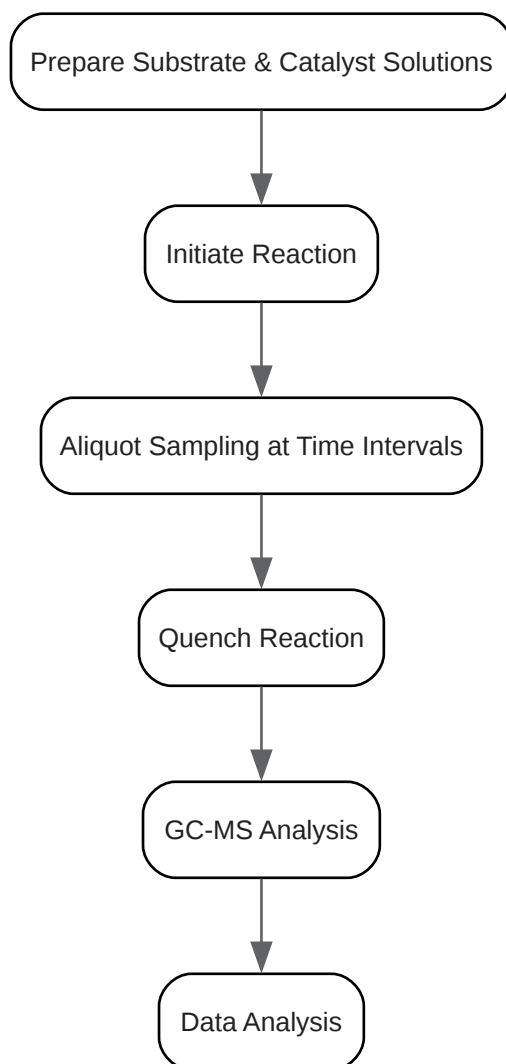 Prepare Substrate & Catalyst Solutions
Initiate Reaction
Aliquot Sampling at Time Intervals
Quench Reaction
GC-MS Analysis
Data Analysis